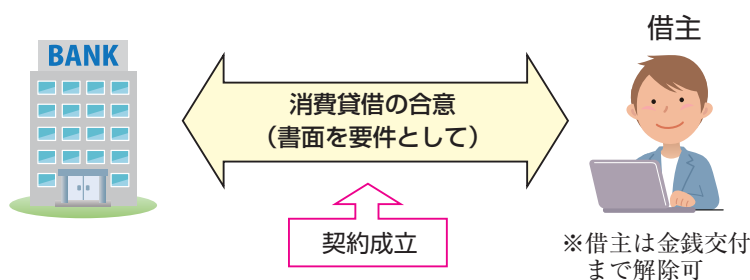 BANK
借主
消費貸借の合意
（書面を要件として）
契約成立
※借主は金銭交付
まで解除可